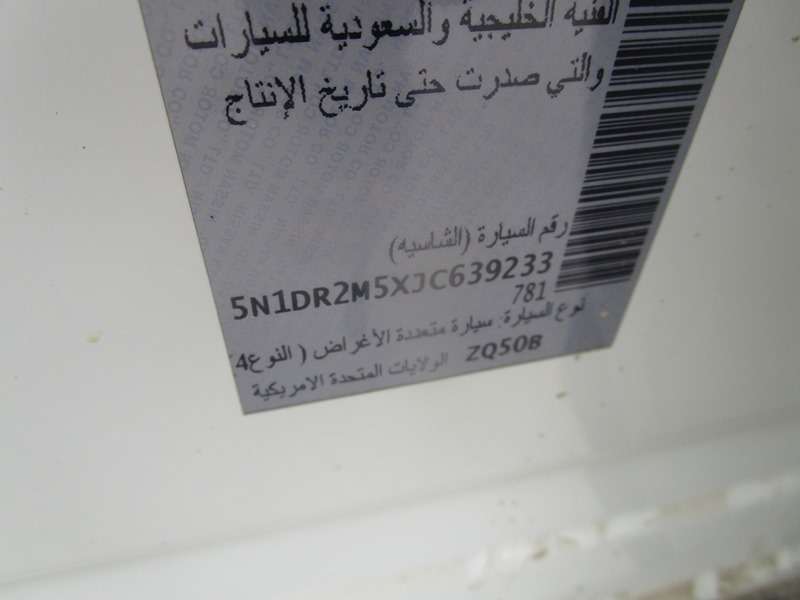 الفنية الخليجية والسعودية للسيارات
والتي صدرت حتى تاريخ الإنتاج
رقم السيارة (الشاسيه)
5N1DR2M5XJC639233
781
نوع السيارة: سيارة متعددة الأغراض ( النوع4
الولايات المتحدة الامريكية ZQ50B